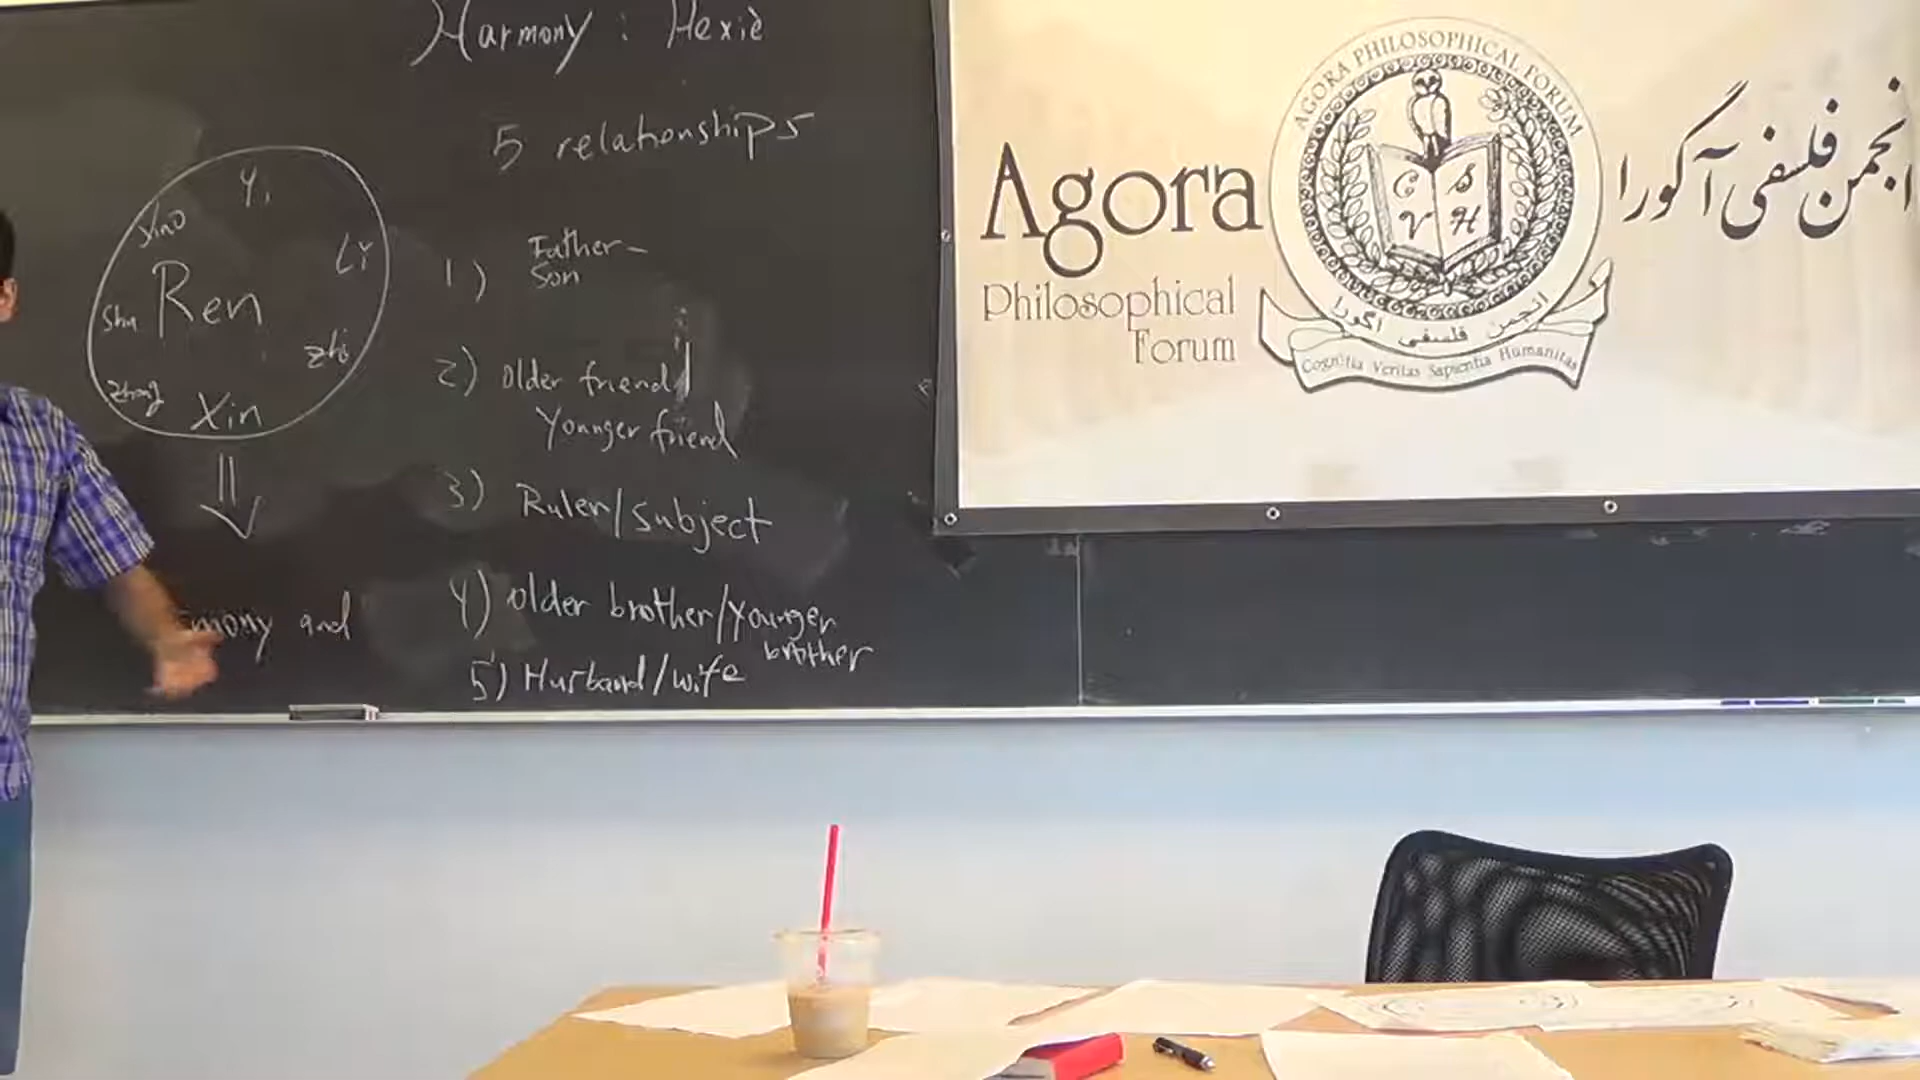 Harmony : Hexiè
5 relationships
Yi
xiao
Li
Ren
Shu
zhi
zhong
Xin
mony and
1) Father-
Son
2) Older friend/
Younger friend
3) Ruler/subject
4) older brother/younger
brother
5) Husband/wife
Agora
Philosophical
Forum
AGORA PHILOSOPHICAL FORUM
C S
V H
انجمن فلسفی آگورا
Cognitia Veritas Sapientia Humanitas
انجمن فلسفی آگورا